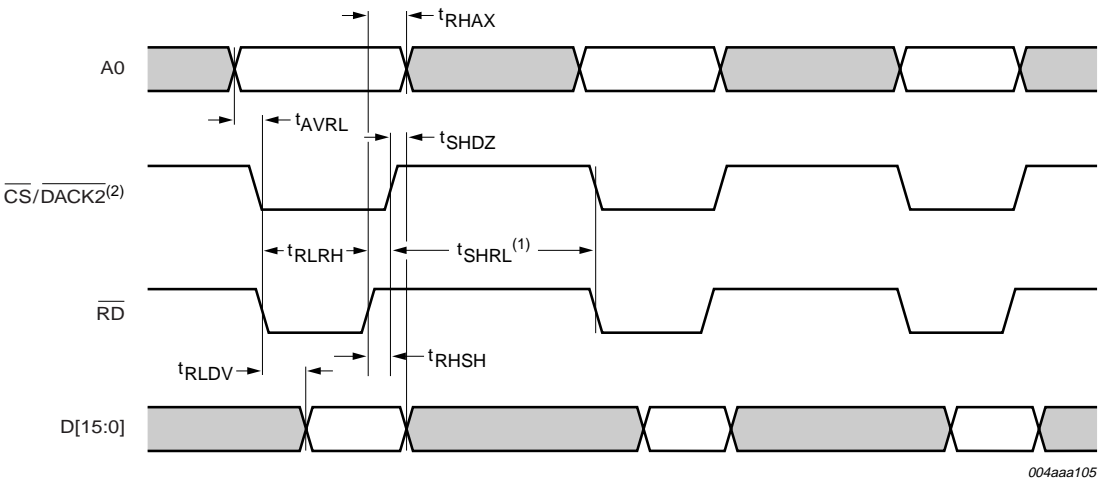 tRHAX
A0
tAVRL
tSHDZ
CS/DACK2(2)
tRLRH
tSHRL(1)
RD
tRLDV
tRHSH
D[15:0]
004aaa105